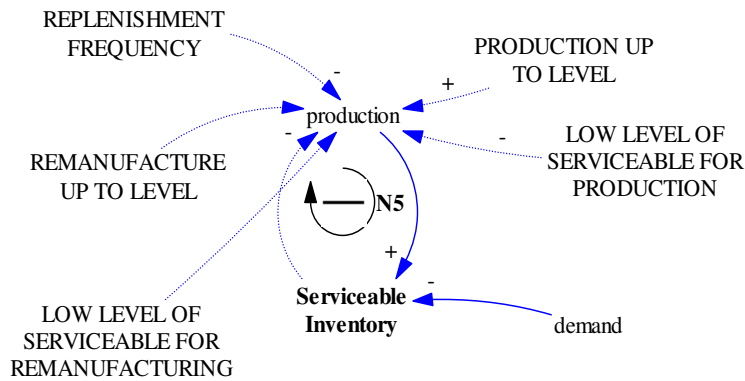 REPLENISHMENT
FREQUENCY
-
PRODUCTION UP
TO LEVEL
+
production
-
-
REMANUFACTURE
UP TO LEVEL
LOW LEVEL OF
SERVICEABLE FOR
PRODUCTION
N5
+
-
Serviceable
Inventory
demand
LOW LEVEL OF
SERVICEABLE FOR
REMANUFACTURING